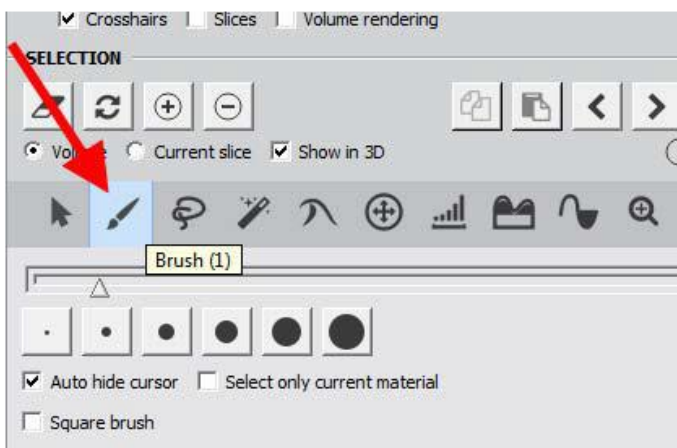 Crosshairs Slices Volume rendering
SELECTION
Volume Current slice Show in 3D
Brush (1)
Auto hide cursor Select only current material
Square brush